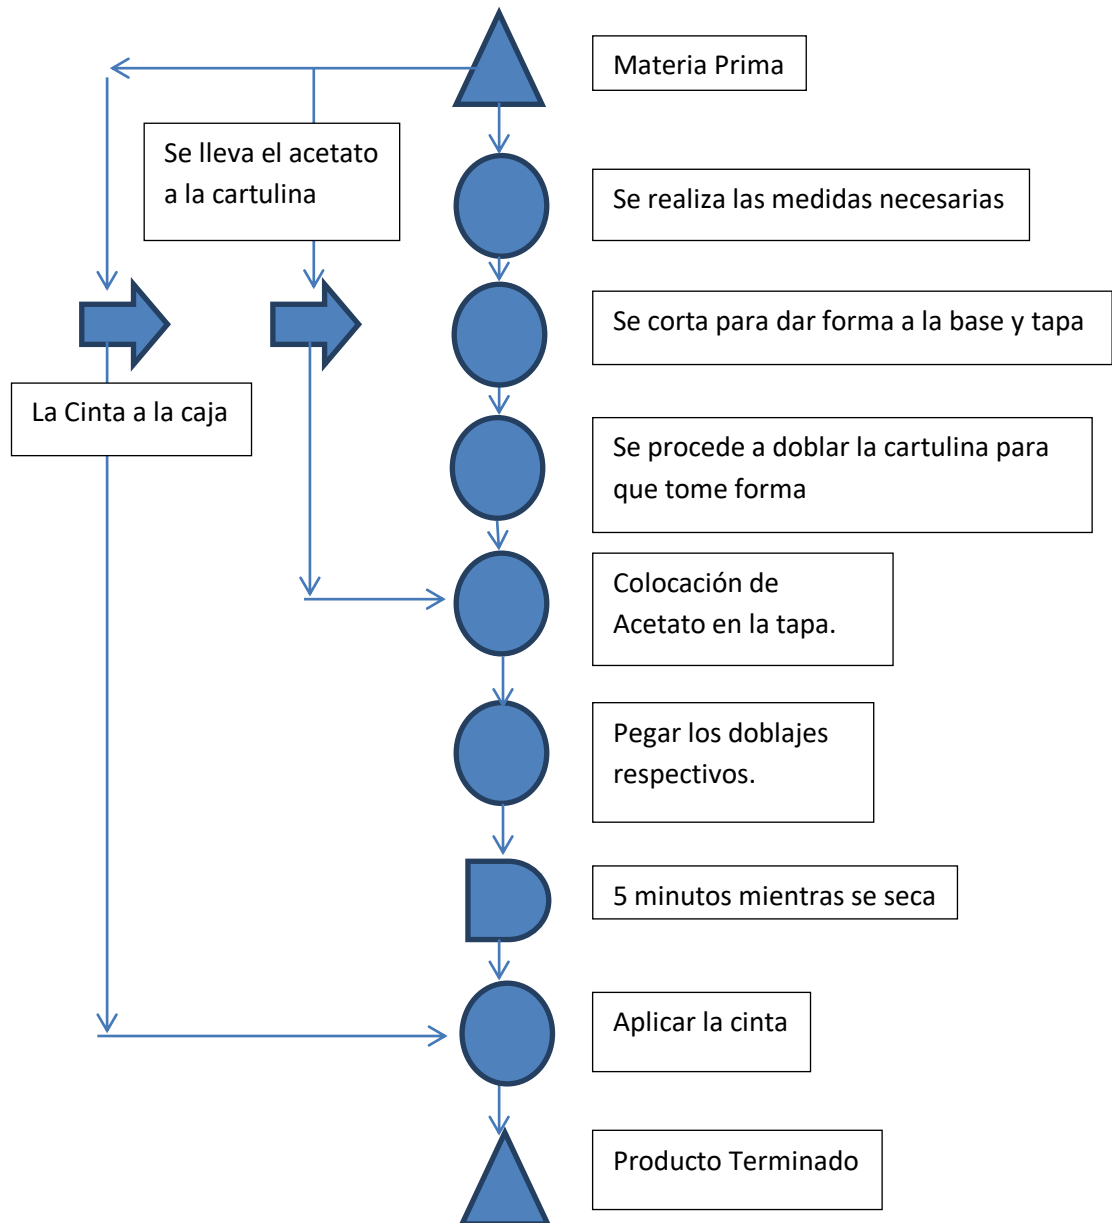 Materia Prima
Se lleva el acetato
a la cartulina
Se realiza las medidas necesarias
Se corta para dar forma a la base y tapa
La Cinta a la caja
Se procede a doblar la cartulina para
que tome forma
Colocación de
Acetato en la tapa.
Pegar los doblajes
respectivos.
5 minutos mientras se seca
Aplicar la cinta
Producto Terminado